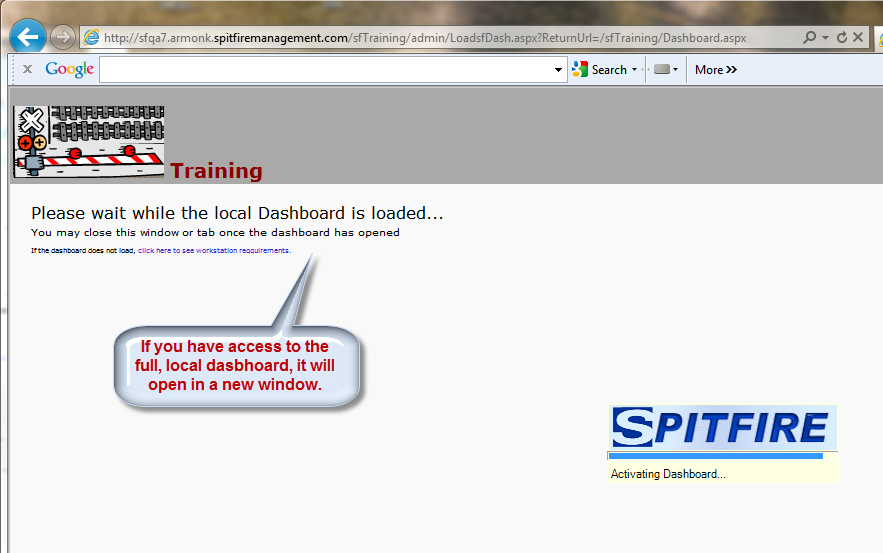 http://sfqa7.armonk.spitfiremanagement.com/sfTraining/admin/LoadsfDash.aspx?ReturnUrl=/sfTraining/Dashboard.aspx
x Google Search More >>
Training
Please wait while the local Dashboard is loaded...
You may close this window or tab once the dashboard has opened
If the dashboard does not load, click here to see workstation requirements.
If you have access to the
full, local dasbhoard, it will
open in a new window.
SPITFIRE
Activating Dashboard...